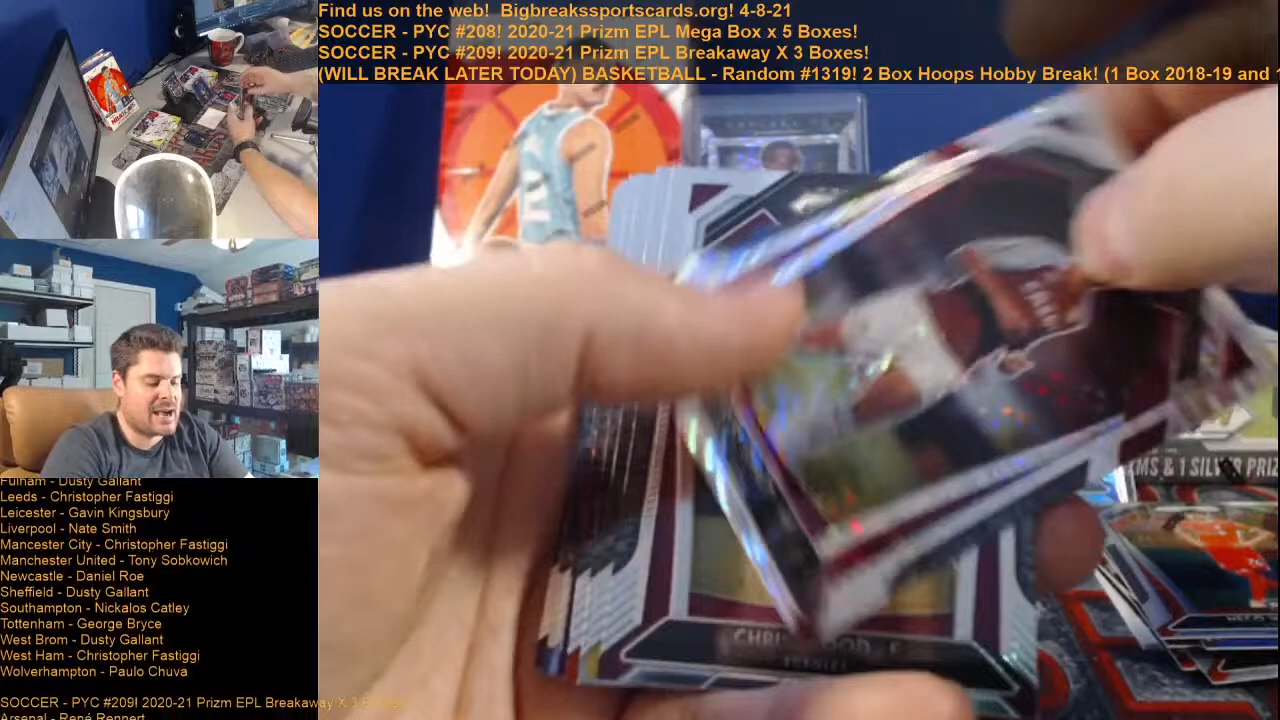 Find us on the web!  Bigbreakssportscards.org! 4-8-21
SOCCER - PYC #208! 2020-21 Prizm EPL Mega Box x 5 Boxes!
SOCCER - PYC #209! 2020-21 Prizm EPL Breakaway X 3 Boxes!
(WILL BREAK LATER TODAY) BASKETBALL - Random #1319! 2 Box Hoops Hobby Break! (1 Box 2018-19 and
Fulham - Dusty Gallant
Leeds - Christopher Fastiggi
Leicester - Gavin Kingsbury
Liverpool - Nate Smith
Mancester City - Christopher Fastiggi
Manchester United - Tony Sobkowich
Newcastle - Daniel Roe
Sheffield - Dusty Gallant
Southampton - Nickalos Catley
Tottenham - George Bryce
West Brom - Dusty Gallant
West Ham - Christopher Fastiggi
Wolverhampton - Paulo Chuva
SOCCER - PYC #209! 2020-21 Prizm EPL Breakaway X 3
Arsenal - René Rennert
& 1 SILVER